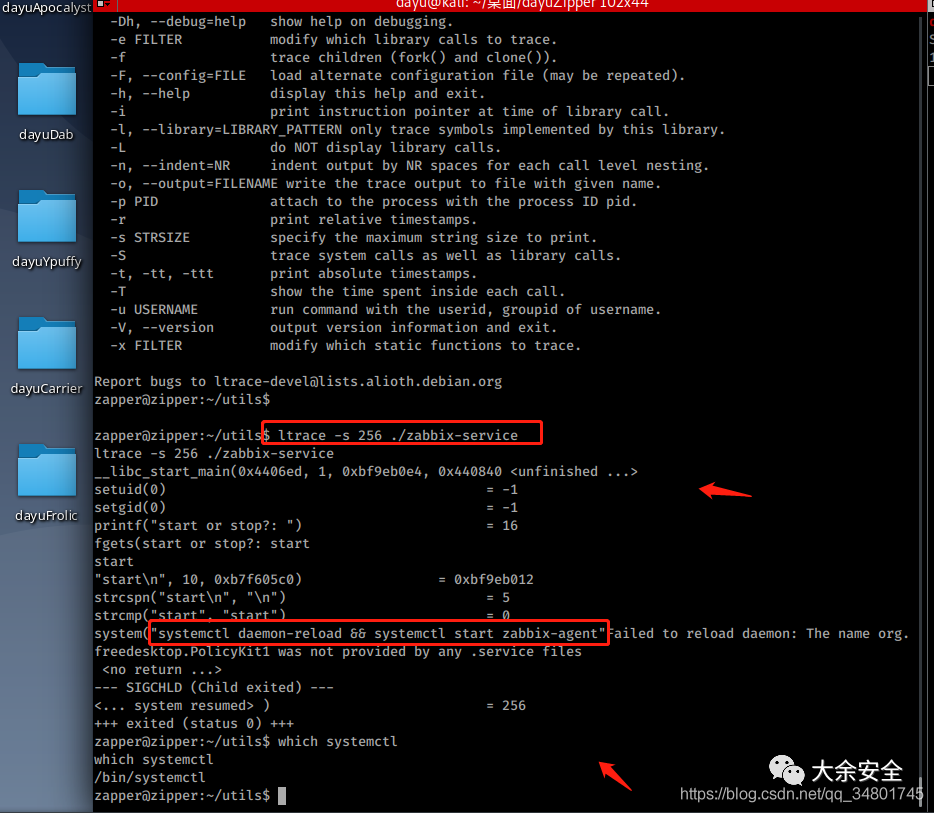 dayuApocalyst
dayuDab
dayuYpuffy
dayuCarrier
dayuFrolic
dayu@kali: ~/桌面/dayuZipper 102x44
-Dh, --debug=help   show help on debugging.
-e FILTER           modify which library calls to trace.
-f                  trace children (fork() and clone()).
-F, --config=FILE   load alternate configuration file (may be repeated).
-h, --help          display this help and exit.
-i                  print instruction pointer at time of library call.
-l, --library=LIBRARY_PATTERN only trace symbols implemented by this library.
-L                  do NOT display library calls.
-n, --indent=NR     indent output by NR spaces for each call level nesting.
-o, --output=FILENAME write the trace output to file with given name.
-p PID              attach to the process with the process ID pid.
-r                  print relative timestamps.
-s STRSIZE          specify the maximum string size to print.
-S                  trace system calls as well as library calls.
-t, -tt, -ttt       print absolute timestamps.
-T                  show the time spent inside each call.
-u USERNAME         run command with the userid, groupid of username.
-V, --version       output version information and exit.
-x FILTER           modify which static functions to trace.
Report bugs to ltrace-devel@lists.alioth.debian.org
zapper@zipper:~/utils$
zapper@zipper:~/utils$ ltrace -s 256 ./zabbix-service
ltrace -s 256 ./zabbix-service
__libc_start_main(0x4406ed, 1, 0xbf9eb0e4, 0x440840 <unfinished ...>
setuid(0)                                        = -1
setgid(0)                                        = -1
printf("start or stop?: ")                       = 16
fgets(start or stop?: start
start
"start\n", 10, 0xb7f605c0)                 = 0xbf9eb012
strcspn("start\n", "\n")                         = 5
strcmp("start", "start")                         = 0
system("systemctl daemon-reload && systemctl start zabbix-agent"Failed to reload daemon: The name org.
freedesktop.PolicyKit1 was not provided by any .service files
<no return ...>
--- SIGCHLD (Child exited) ---
<... system resumed> )                           = 256
+++ exited (status 0) +++
zapper@zipper:~/utils$ which systemctl
which systemctl
/bin/systemctl
zapper@zipper:~/utils$
大余安全
https://blog.csdn.net/qq_34801745